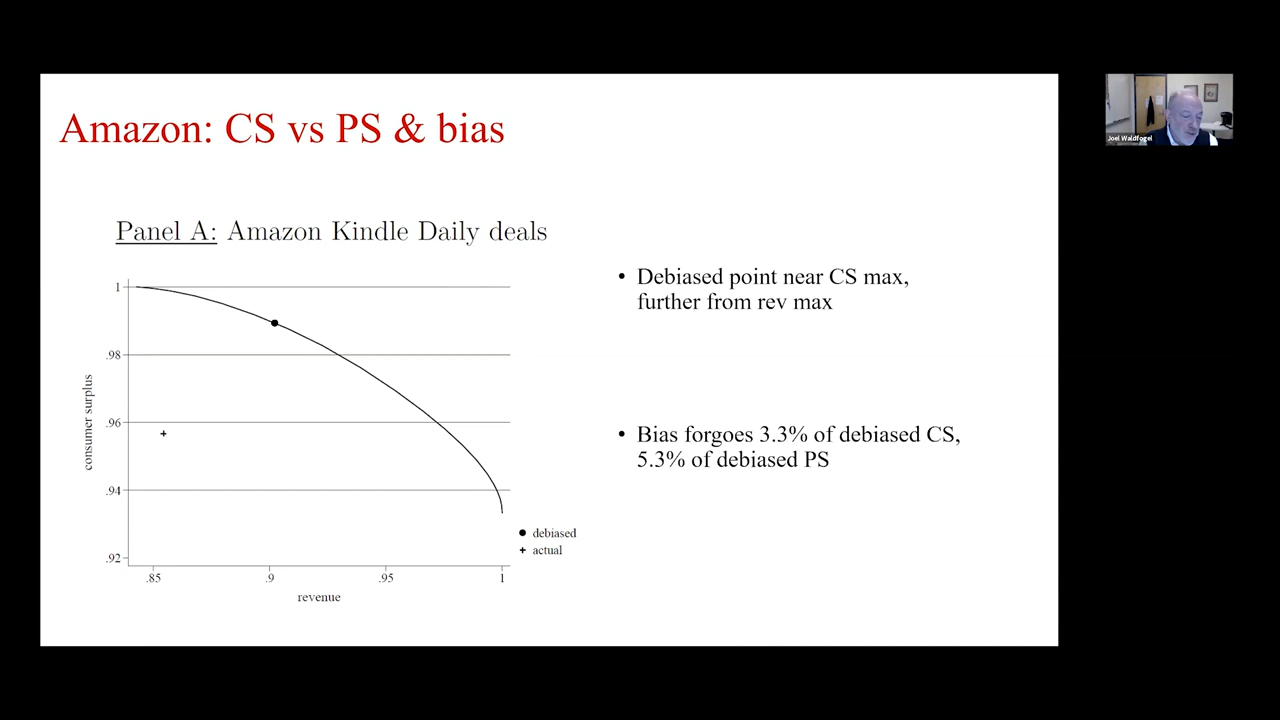 Amazon: CS vs PS & bias
Joel Waldfogel
Panel A: Amazon Kindle Daily deals
• Debiased point near CS max,
further from rev max
• Bias forgoes 3.3% of debiased CS,
5.3% of debiased PS
consumer surplus
1
.98
.96
.94
.92
.85
.9
.95
1
revenue
debiased
actual